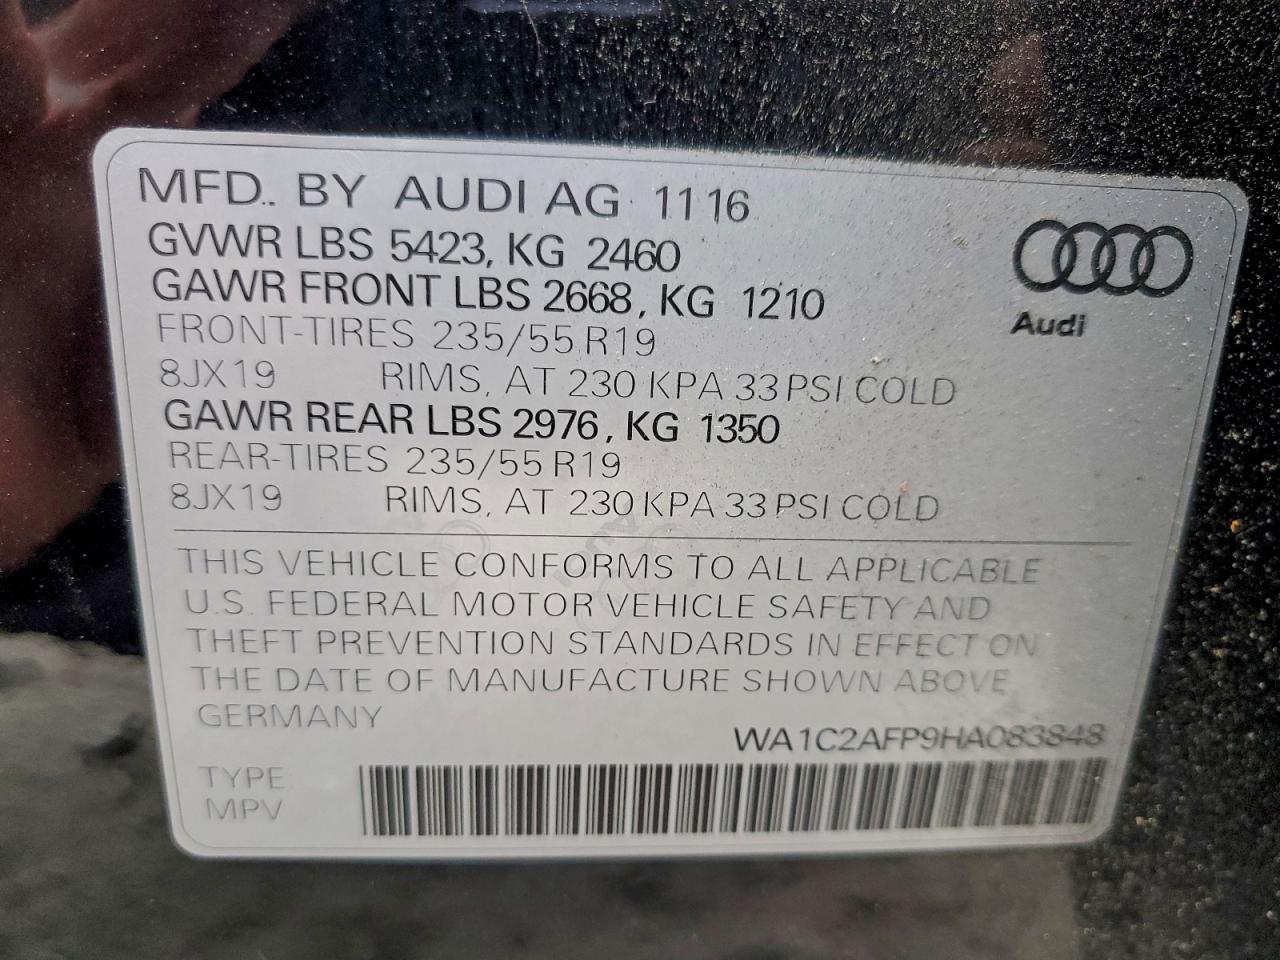 MFD. BY AUDI AG 11 16
GVWR LBS 5423, KG 2460
GAWR FRONT LBS 2668, KG 1210
FRONT-TIRES 235/55 R19
8JX19 RIMS, AT 230 KPA 33 PSI COLD
GAWR REAR LBS 2976, KG 1350
REAR-TIRES 235/55 R19
8JX19 RIMS, AT 230 KPA 33 PSI COLD
Audi
THIS VEHICLE CONFORMS TO ALL APPLICABLE
U.S. FEDERAL MOTOR VEHICLE SAFETY AND
THEFT PREVENTION STANDARDS IN EFFECT ON
THE DATE OF MANUFACTURE SHOWN ABOVE
GERMANY
WA1C2AFP9HA083848
TYPE
MPV